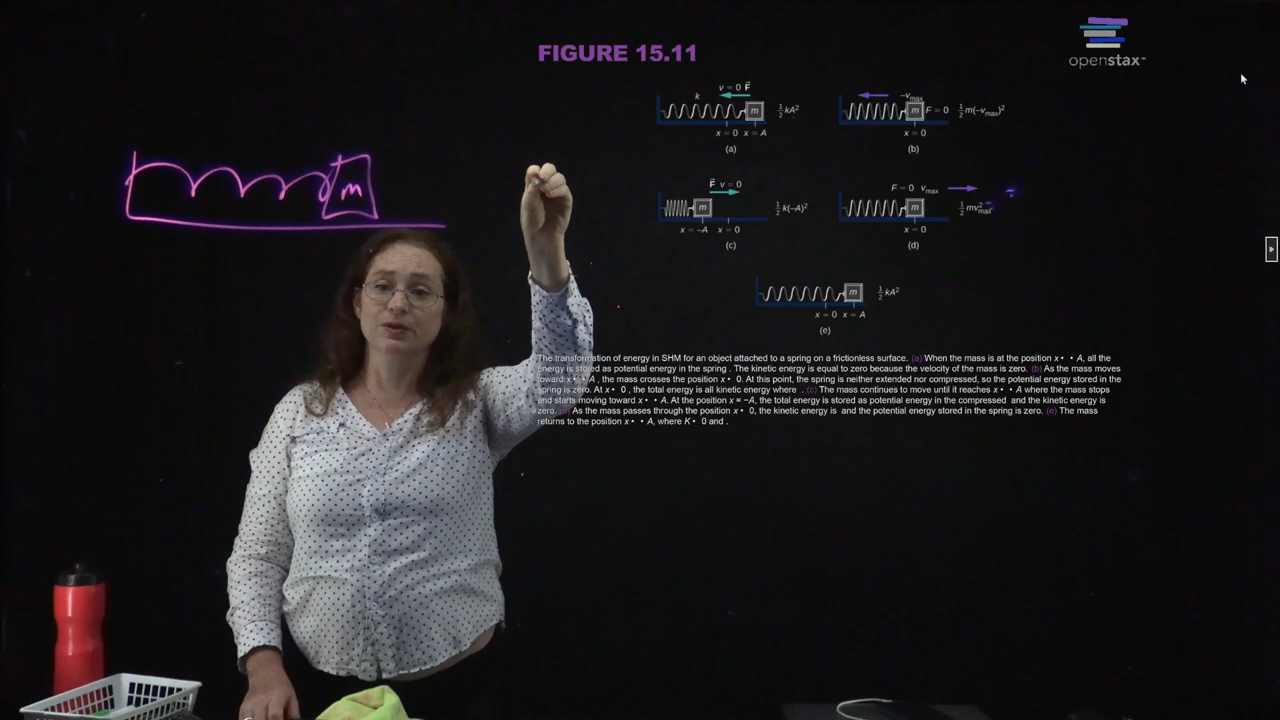 FIGURE 15.11
openstax
v = 0 F⃗
k
m
½kA²
x = 0 x = A
(a)
−vmax
m F = 0 ½m(−vmax)²
x = 0
(b)
F⃗ v = 0
m
½k(−A)²
x = −A x = 0
(c)
F = 0 vmax
m
½mv²max
x = 0
(d)
m
½kA²
x = 0 x = A
(e)
m
The transformation of energy in SHM for an object attached to a spring on a frictionless surface. (a) When the mass is at the position x • • A, all the
energy is stored as potential energy in the spring . The kinetic energy is equal to zero because the velocity of the mass is zero. (b) As the mass moves
toward x • • A , the mass crosses the position x • 0. At this point, the spring is neither extended nor compressed, so the potential energy stored in the
spring is zero. At x • 0 , the total energy is all kinetic energy where . (c) The mass continues to move until it reaches x • • A where the mass stops
and starts moving toward x • • A. At the position x = −A, the total energy is stored as potential energy in the compressed and the kinetic energy is
zero. As the mass passes through the position x • 0, the kinetic energy is and the potential energy stored in the spring is zero. (e) The mass
returns to the position x • • A, where K • 0 and .